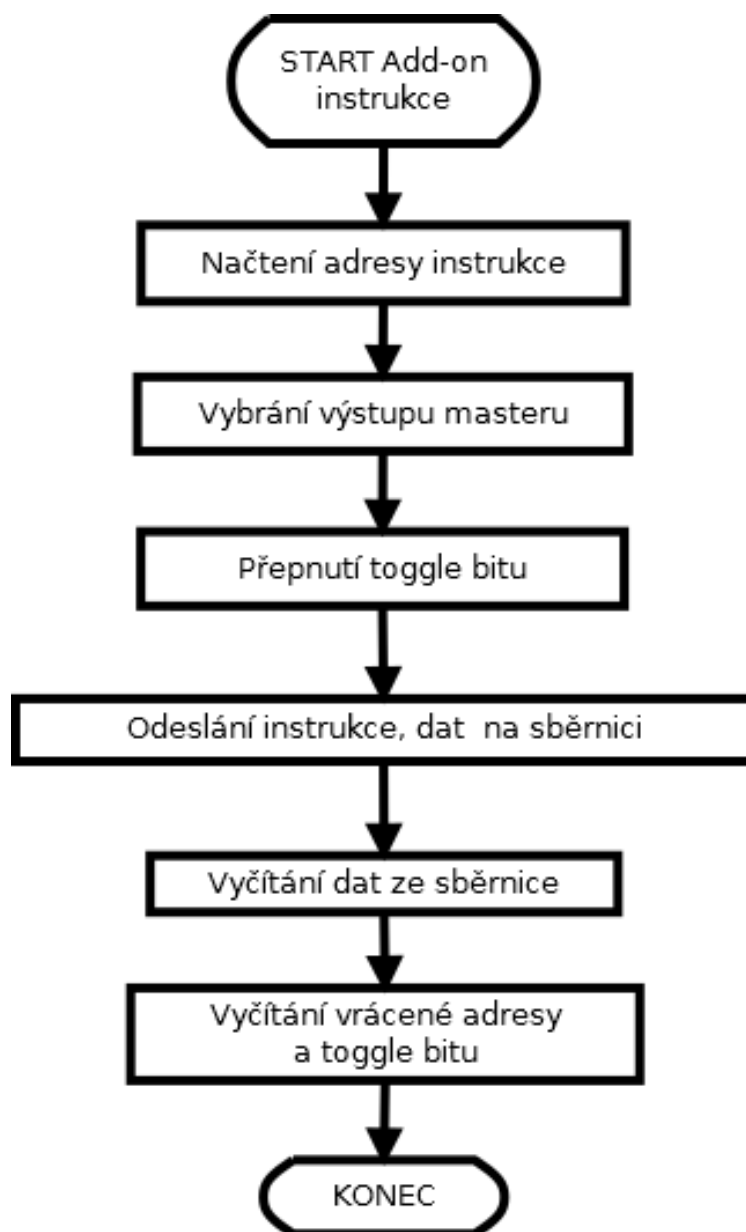 START Add-on
instrukce
Načtení adresy instrukce
Vybrání výstupu masteru
Přepnutí toggle bitu
Odeslání instrukce, dat  na sběrnici
Vyčítání dat ze sběrnice
Vyčítání vrácené adresy
a toggle bitu
KONEC